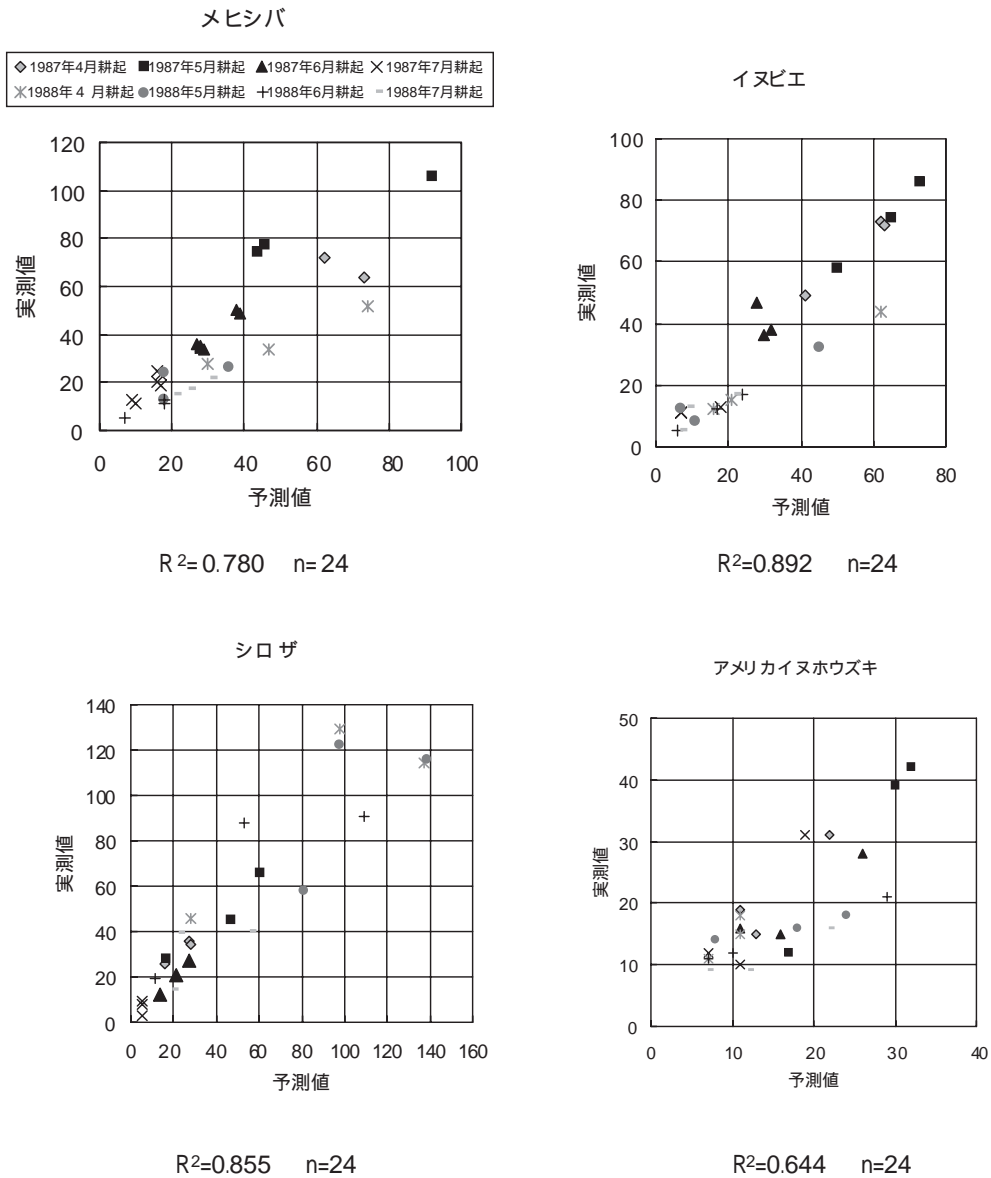 メヒシバ
1987年4月耕起 1987年5月耕起 1987年6月耕起 1987年7月耕起
1988年4月耕起 1988年5月耕起 1988年6月耕起 1988年7月耕起
120
100
80
60
40
20
0
実測値
0 20 40 60 80 100
予測値
R²=0.780 n=24
イヌビエ
100
80
60
40
20
0
実測値
0 20 40 60 80
予測値
R²=0.892 n=24
シロザ
140
120
100
80
60
40
20
0
実測値
0 20 40 60 80 100 120 140 160
予測値
R²=0.855 n=24
アメリカイヌホウズキ
50
40
30
20
10
0
実測値
0 10 20 30 40
予測値
R²=0.644 n=24